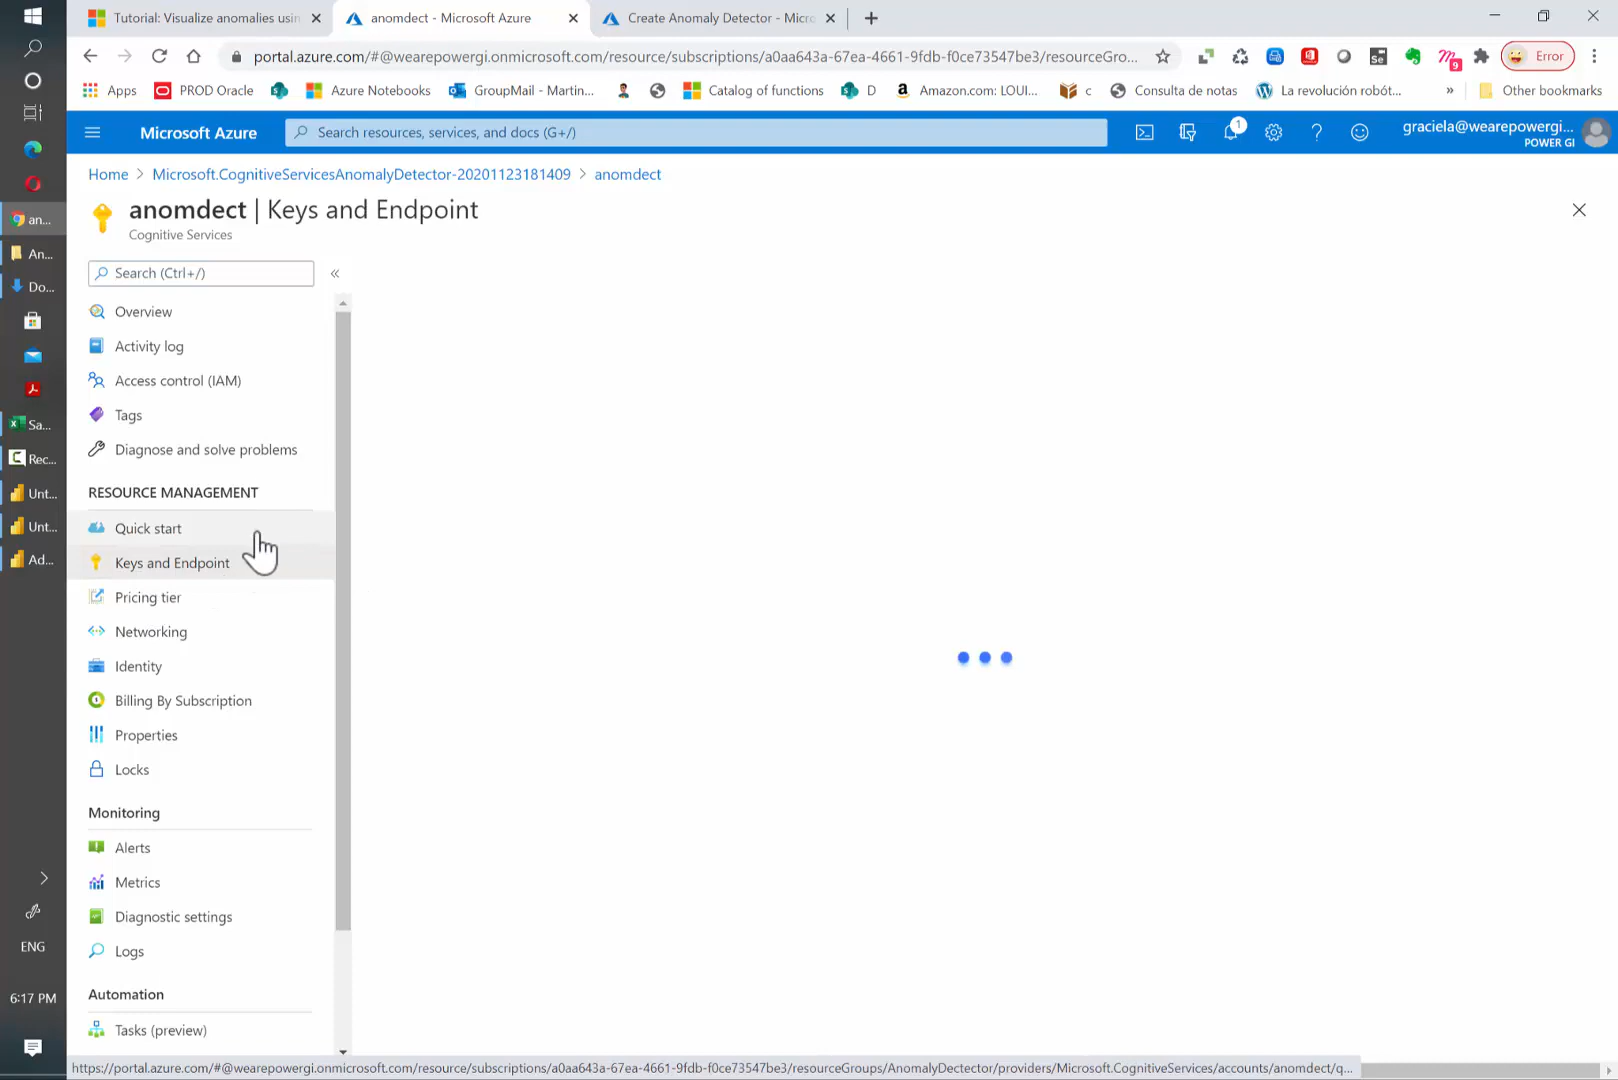 Tutorial: Visualize anomalies usin
anomdect - Microsoft Azure
Create Anomaly Detector - Micro
portal.azure.com/#@wearepowergi.onmicrosoft.com/resource/subscriptions/a0aa643a-67ea-4661-9fdb-f0ce73547be3/resourceGro...
Se
9
Error
Apps
PROD Oracle
Azure Notebooks
GroupMail - Martin...
Catalog of functions
D
Amazon.com: LOUI...
c
Consulta de notas
La revolución robót...
»
Other bookmarks
Microsoft Azure
Search resources, services, and docs (G+/)
1
graciela@wearepowergi...
POWER GI
Home > Microsoft.CognitiveServicesAnomalyDetector-20201123181409 > anomdect
anomdect | Keys and Endpoint
Cognitive Services
Search (Ctrl+/)
«
Overview
Activity log
Access control (IAM)
Tags
Diagnose and solve problems
RESOURCE MANAGEMENT
Quick start
Keys and Endpoint
Pricing tier
Networking
Identity
Billing By Subscription
Properties
Locks
Monitoring
Alerts
Metrics
Diagnostic settings
Logs
Automation
Tasks (preview)
https://portal.azure.com/#@wearepowergi.onmicrosoft.com/resource/subscriptions/a0aa643a-67ea-4661-9fdb-f0ce73547be3/resourceGroups/AnomalyDectector/providers/Microsoft.CognitiveServices/accounts/anomdect/q...
an...
An...
Do...
Sa...
Rec...
Unt...
Unt...
Ad...
ENG
6:17 PM